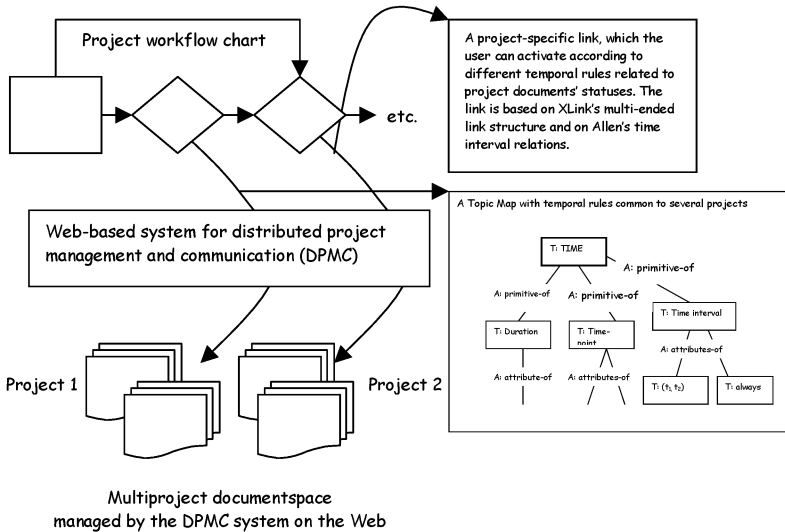 Project workflow chart
etc.
A project-specific link, which the
user can activate according to
different temporal rules related to
project documents' statuses. The
link is based on XLink's multi-ended
link structure and on Allen's time
interval relations.
Web-based system for distributed project
management and communication (DPMC)
A Topic Map with temporal rules common to several projects
T: TIME
A: primitive-of
A: primitive-of
A: primitive-of
T: Duration
T: Time-
point
T: Time interval
A: attribute-of
A: attributes-of
A: attributes-of
T: (t1, t2)
T: always
Project 1
Project 2
Multiproject documentspace
managed by the DPMC system on the Web